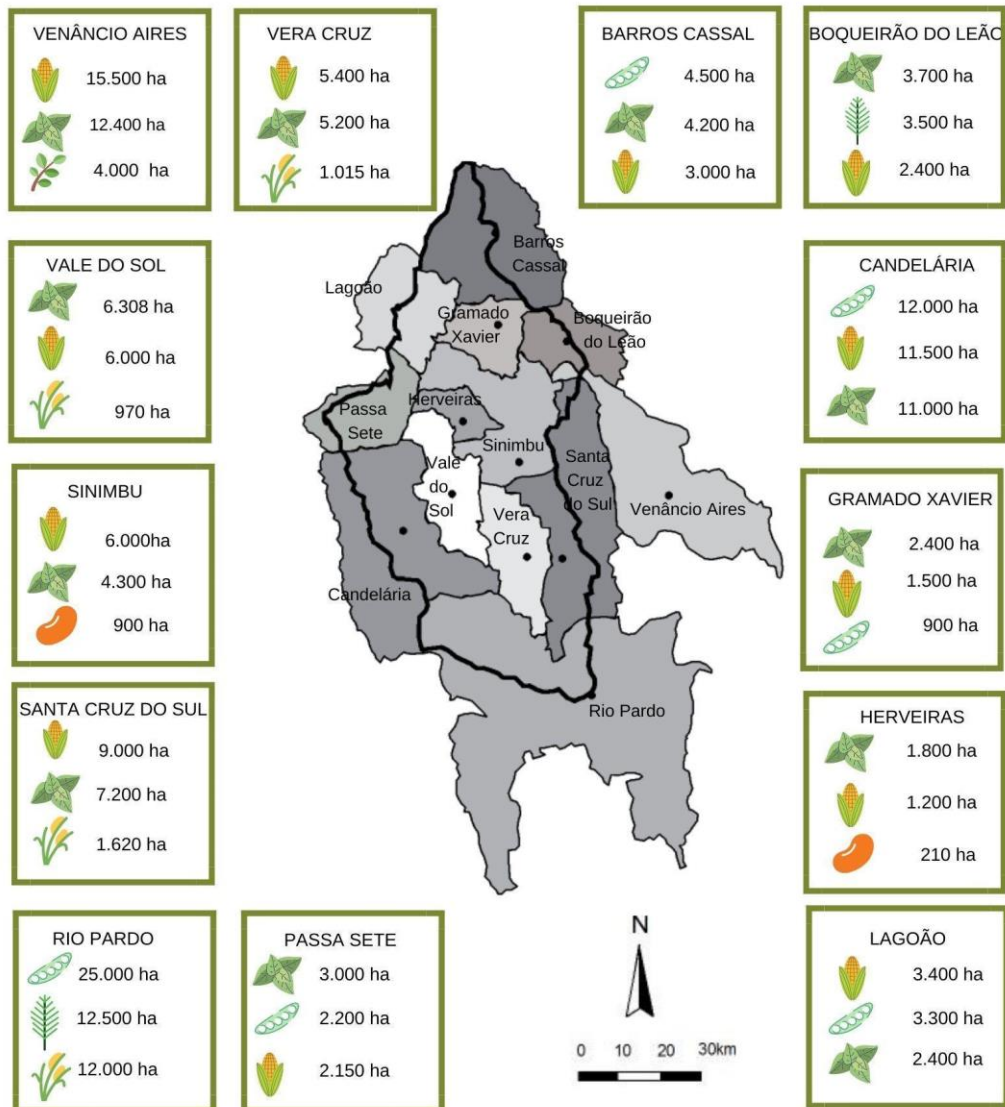 VENÂNCIO AIRES
15.500 ha
12.400 ha
4.000 ha
VERA CRUZ
5.400 ha
5.200 ha
1.015 ha
BARROS CASSAL
4.500 ha
4.200 ha
3.000 ha
BOQUEIRÃO DO LEÃO
3.700 ha
3.500 ha
2.400 ha
VALE DO SOL
6.308 ha
6.000 ha
970 ha
CANDELÁRIA
12.000 ha
11.500 ha
11.000 ha
SINIMBU
6.000ha
4.300 ha
900 ha
GRAMADO XAVIER
2.400 ha
1.500 ha
900 ha
SANTA CRUZ DO SUL
9.000 ha
7.200 ha
1.620 ha
HERVEIRAS
1.800 ha
1.200 ha
210 ha
RIO PARDO
25.000 ha
12.500 ha
12.000 ha
PASSA SETE
3.000 ha
2.200 ha
2.150 ha
LAGOÃO
3.400 ha
3.300 ha
2.400 ha
Barros
Cassal
Lagoão
Gramado
Xavier
Boqueirão
do Leão
Passa
Sete
Herveiras
Sinimbu
Vale
do
Sol
Santa
Cruz
do Sul
Vera
Cruz
Venâncio Aires
Candelária
Rio Pardo
N
0 10 20 30km